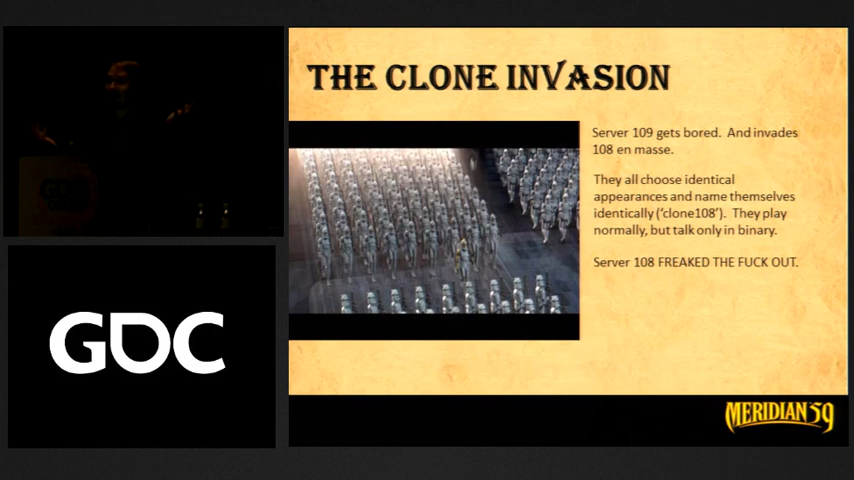 THE CLONE INVASION
Server 109 gets bored. And invades
108 en masse.
They all choose identical
appearances and name themselves
identically ('clone108'). They play
normally, but talk only in binary.
Server 108 FREAKED THE FUCK OUT.
GDC
MERIDIAN 59